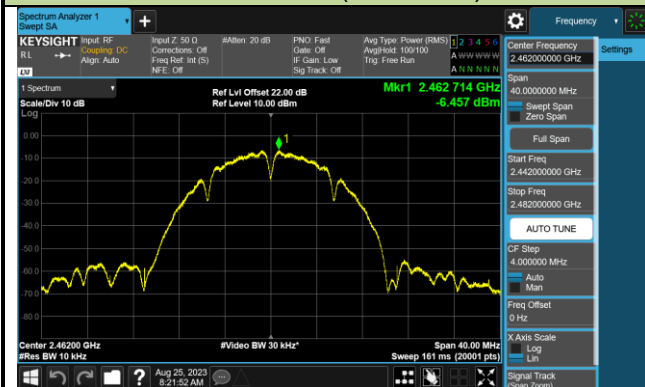 Spectrum Analyzer 1
Swept SA
+
Frequency
KEYSIGHT
RL
LXI
Input: RF
Coupling: DC
Align: Auto
Input Z: 50 Ω
Corrections: Off
Freq Ref: Int (S)
NFE: Off
#Atten: 20 dB
PNO: Fast
Gate: Off
IF Gain: Low
Sig Track: Off
Avg Type: Power (RMS)
Avg|Hold: 100/100
Trig: Free Run
1 2 3 4 5 6
A W W W W W
A N N N N N
1 Spectrum
Scale/Div 10 dB
Log
Ref Lvl Offset 22.00 dB
Ref Level 10.00 dBm
Mkr1 2.462 714 GHz
-6.457 dBm
1
0.00
-10.0
-20.0
-30.0
-40.0
-50.0
-60.0
-70.0
-80.0
Center 2.46200 GHz
#Res BW 10 kHz
#Video BW 30 kHz*
Span 40.00 MHz
Sweep 161 ms (20001 pts)
Center Frequency
2.462000000 GHz
Settings
Span
40.0000000 MHz
Swept Span
Zero Span
Full Span
Start Freq
2.442000000 GHz
Stop Freq
2.482000000 GHz
AUTO TUNE
CF Step
4.000000 MHz
Auto
Man
Freq Offset
0 Hz
X Axis Scale
Log
Lin
Signal Track
(Span Zoom)
?
Aug 25, 2023
8:21:52 AM